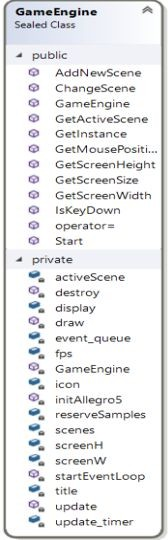 GameEngine
Sealed Class
public
AddNewScene
ChangeScene
GameEngine
GetActiveScene
GetInstance
GetMousePositi...
GetScreenHeight
GetScreenSize
GetScreenWidth
IsKeyDown
operator=
Start
private
activeScene
destroy
display
draw
event_queue
fps
GameEngine
icon
initAllegro5
reserveSamples
scenes
screenH
screenW
startEventLoop
title
update
update_timer